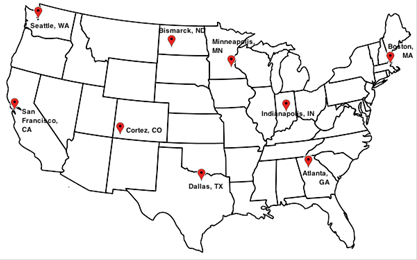 Seattle, WA
Bismarck, ND
Minneapolis,
MN
Boston,
MA
San
Francisco,
CA
Cortez, CO
Indianapolis, IN
Dallas, TX
Atlanta,
GA